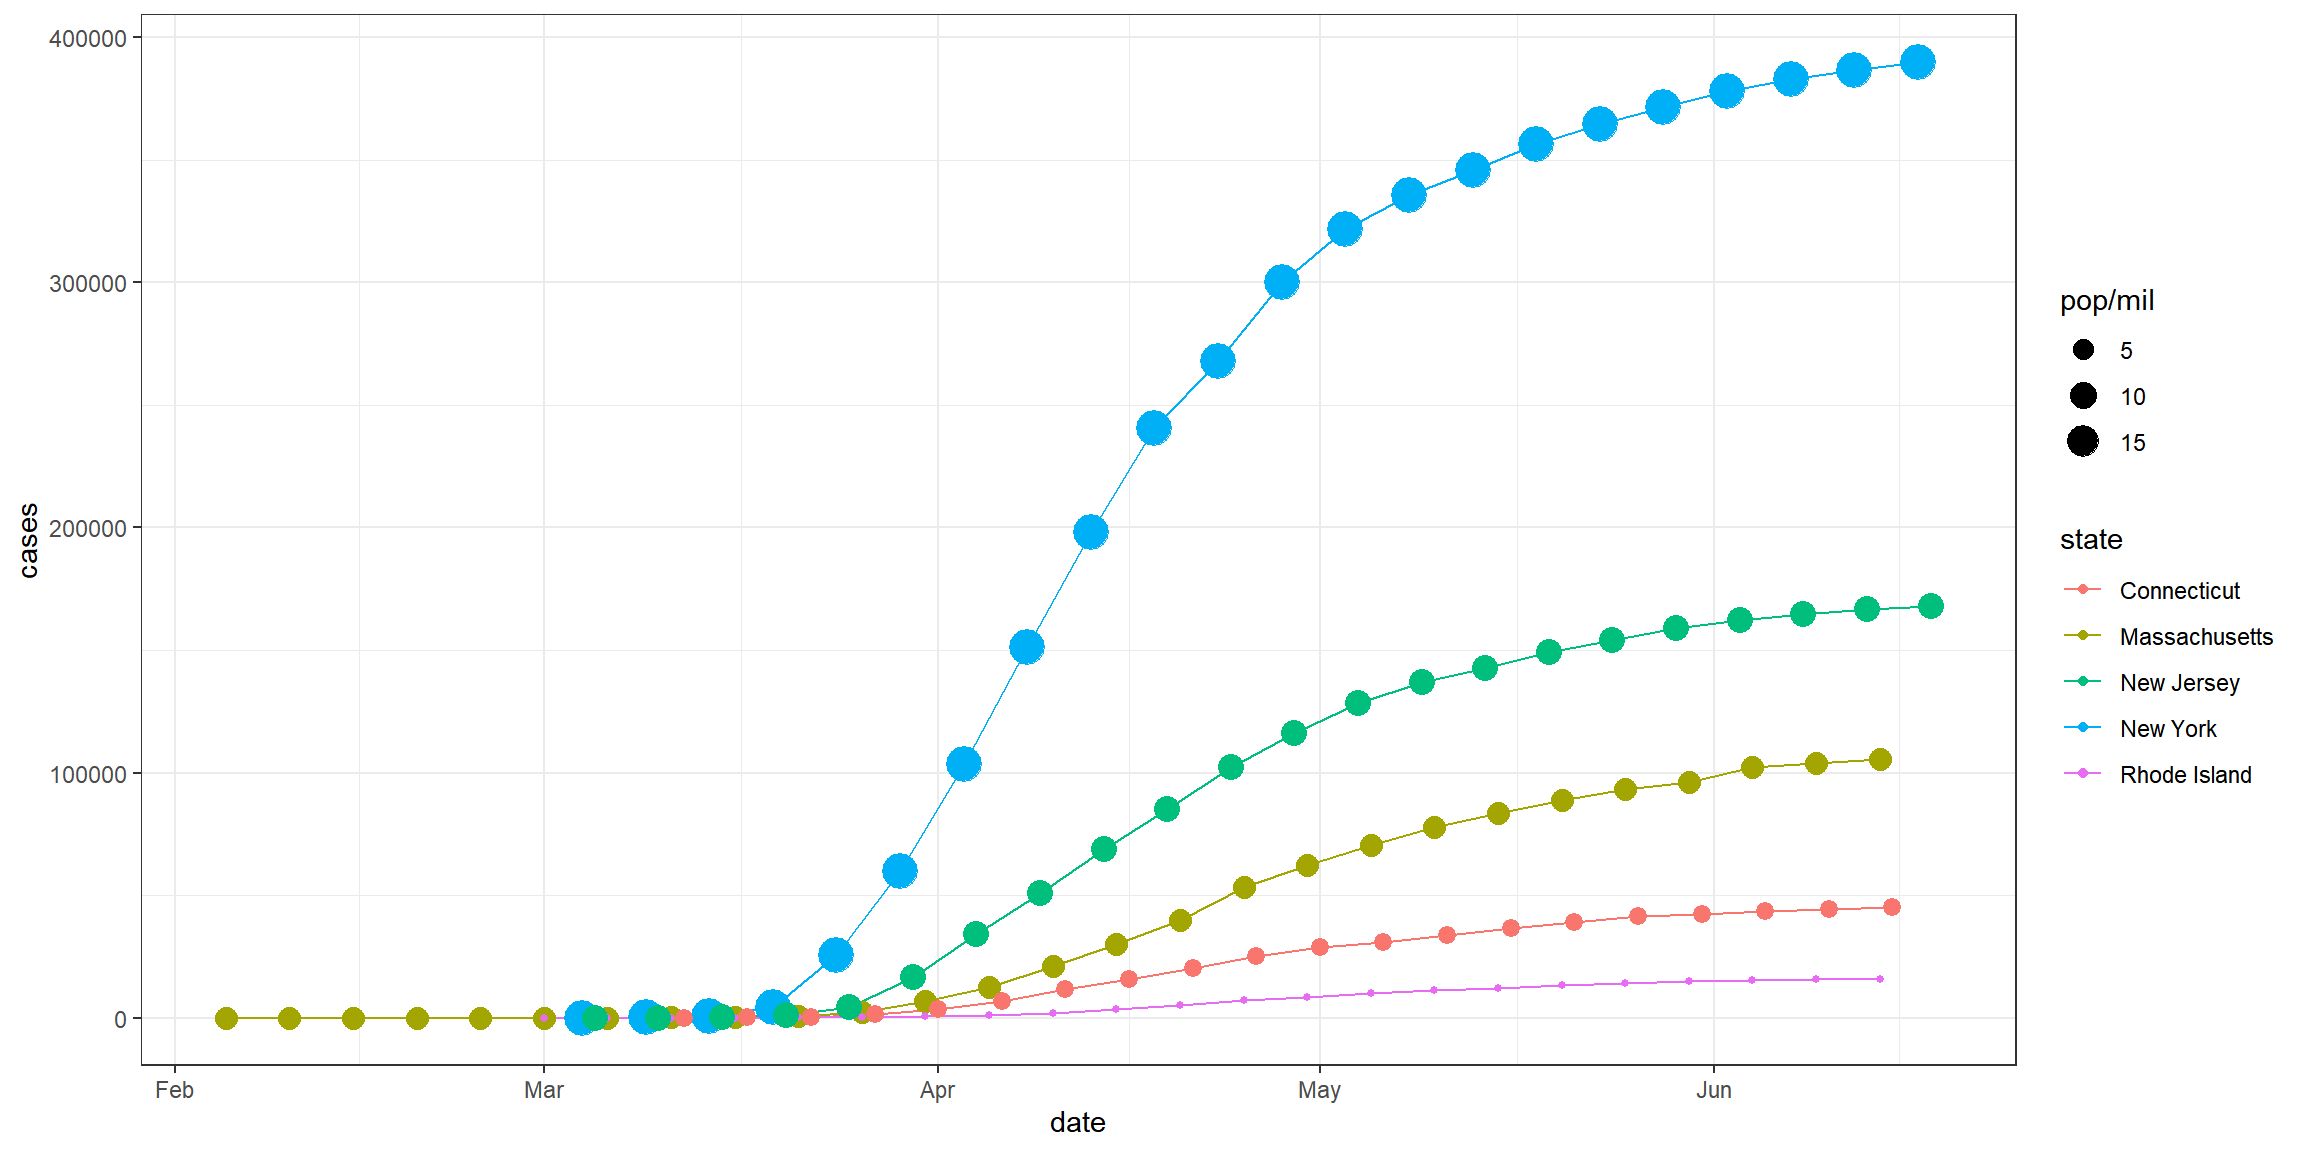 400000
300000
200000
100000
0
cases
Feb
Mar
Apr
May
Jun
date
pop/mil
5
10
15
state
Connecticut
Massachusetts
New Jersey
New York
Rhode Island